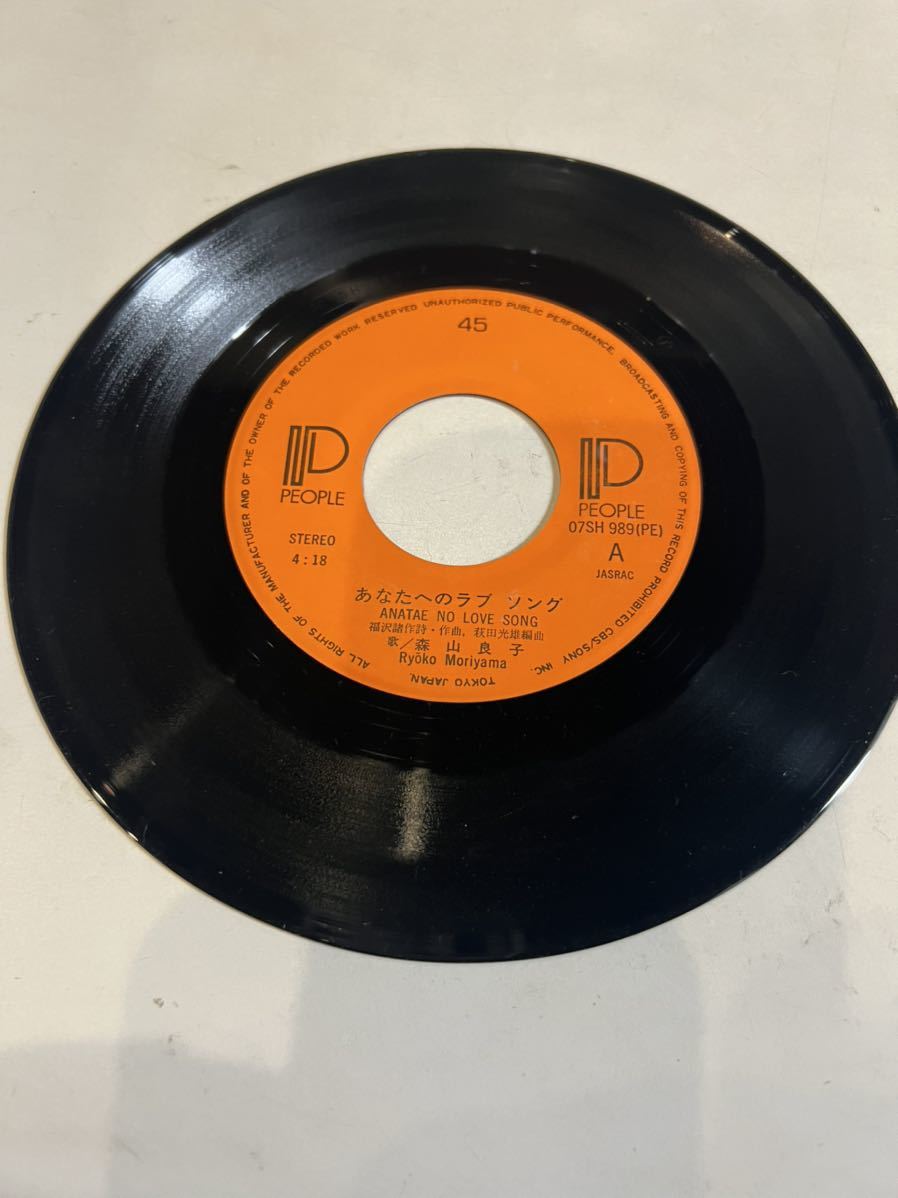 ALL RIGHTS OF THE MANUFACTURER AND OF THE OWNER OF THE RECORDED WORK RESERVED UNAUTHORIZED PUBLIC PERFORMANCE, BROADCASTING AND COPYING OF THIS RECORD PROHIBITED CBS/SONY INC. TOKYO JAPAN.
45
PEOPLE
STEREO
4:18
PEOPLE
07SH 989(PE)
A
JASRAC
あなたへのラブ ソング
ANATAE NO LOVE SONG
福沢諸作詩・作曲, 萩田光雄編曲
歌/森山良子
Ryōko Moriyama